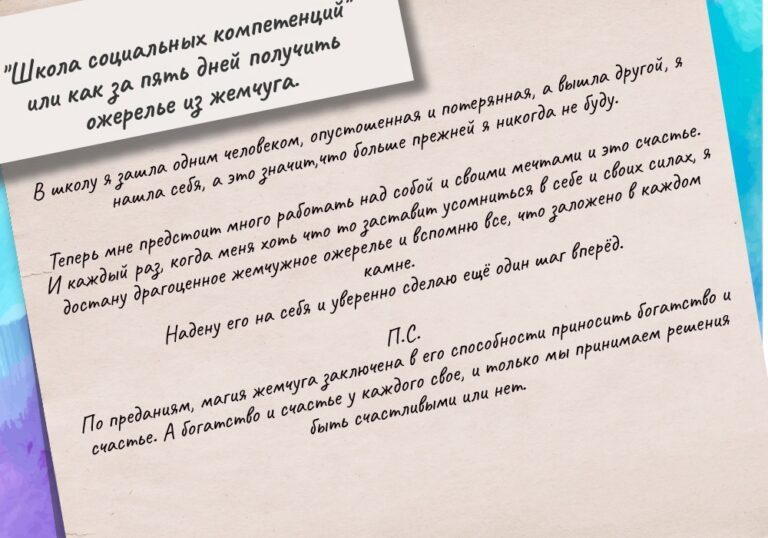 "Школа социальных компетенций"
или как за пять дней получить
ожерелье из жемчуга.
В школу я зашла одним человеком, опустошенная и потерянная, а вышла другой, я
нашла себя, а это значит,что больше прежней я никогда не буду.
Теперь мне предстоит много работать над собой и своими мечтами и это счастье.
И каждый раз, когда меня хоть что то заставит усомниться в себе и своих силах, я
достану драгоценное жемчужное ожерелье и вспомню все, что заложено в каждом
камне.
Надену его на себя и уверенно сделаю ещё один шаг вперёд.
П.С.
По преданиям, магия жемчуга заключена в его способности приносить богатство и
счастье. А богатство и счастье у каждого свое, и только мы принимаем решения
быть счастливыми или нет.